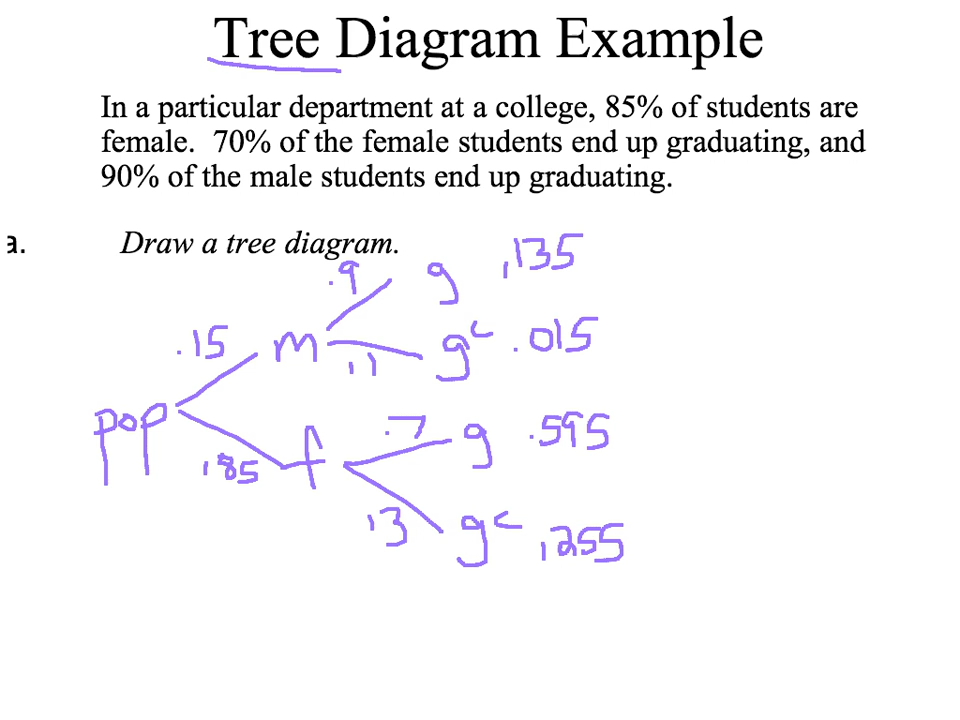 Tree Diagram Example
In a particular department at a college, 85% of students are
female. 70% of the female students end up graduating, and
90% of the male students end up graduating.
a. Draw a tree diagram.
.9 g .135
.15 m .1 gᶜ .015
pop
.85 f .7 g .595
.3 gᶜ .255